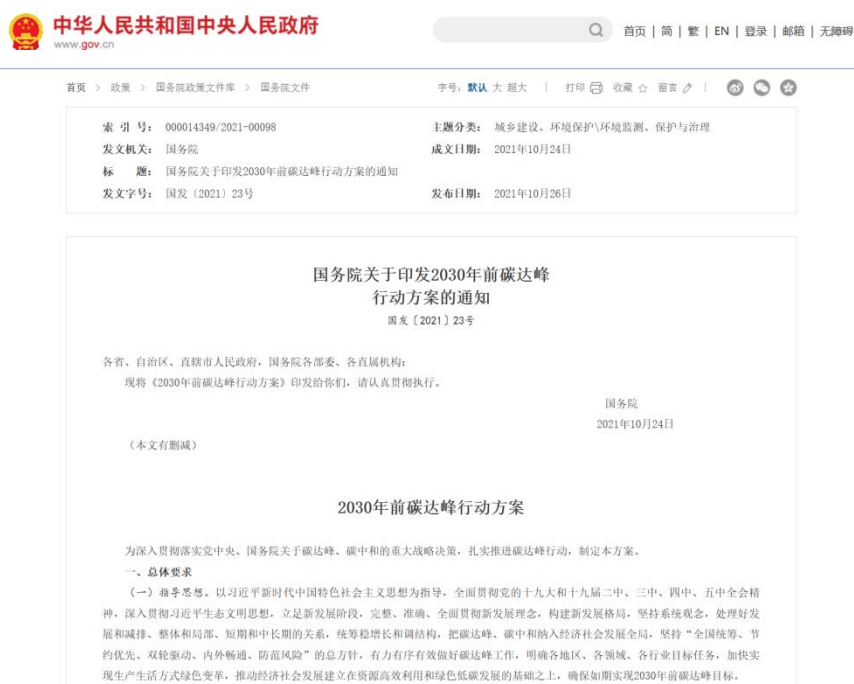 中华人民共和国中央人民政府
www.gov.cn
首页 | 简 | 繁 | EN | 登录 | 邮箱 | 无障碍
首页 > 政策 > 国务院政策文件库 > 国务院文件
字号：默认 大 超大 | 打印 收藏 留言 |
索 引 号： 000014349/2021-00098 主题分类： 城乡建设、环境保护\环境监测、保护与治理
发文机关： 国务院 成文日期： 2021年10月24日
标 题： 国务院关于印发2030年前碳达峰行动方案的通知
发文字号： 国发〔2021〕23号 发布日期： 2021年10月26日
国务院关于印发2030年前碳达峰
行动方案的通知
国发〔2021〕23号
各省、自治区、直辖市人民政府，国务院各部委、各直属机构：
现将《2030年前碳达峰行动方案》印发给你们，请认真贯彻执行。
国务院
2021年10月24日
（本文有删减）
2030年前碳达峰行动方案
为深入贯彻落实党中央、国务院关于碳达峰、碳中和的重大战略决策，扎实推进碳达峰行动，制定本方案。
一、总体要求
（一）指导思想。以习近平新时代中国特色社会主义思想为指导，全面贯彻党的十九大和十九届二中、三中、四中、五中全会精
神，深入贯彻习近平生态文明思想，立足新发展阶段，完整、准确、全面贯彻新发展理念，构建新发展格局，坚持系统观念，处理好发
展和减排、整体和局部、短期和中长期的关系，统筹稳增长和调结构，把碳达峰、碳中和纳入经济社会发展全局，坚持“全国统筹、节
约优先、双轮驱动、内外畅通、防范风险”的总方针，有力有序有效做好碳达峰工作，明确各地区、各领域、各行业目标任务，加快实
现生产生活方式绿色变革，推动经济社会发展建立在资源高效利用和绿色低碳发展的基础之上，确保如期实现2030年前碳达峰目标。